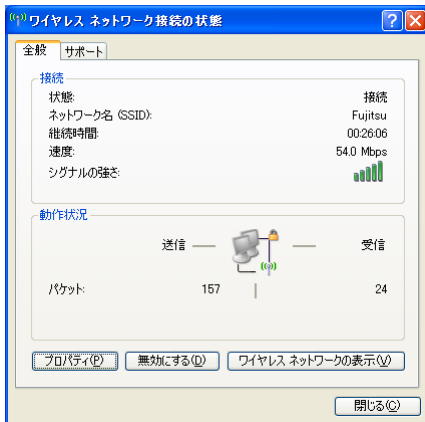 ワイヤレス ネットワーク接続の状態
全般 サポート
接続
状態: 接続
ネットワーク名 (SSID): Fujitsu
継続時間: 00:26:06
速度: 54.0 Mbps
シグナルの強さ:
動作状況
送信 受信
パケット: 157 24
プロパティ(P) 無効にする(D) ワイヤレス ネットワークの表示(V)
閉じる(C)